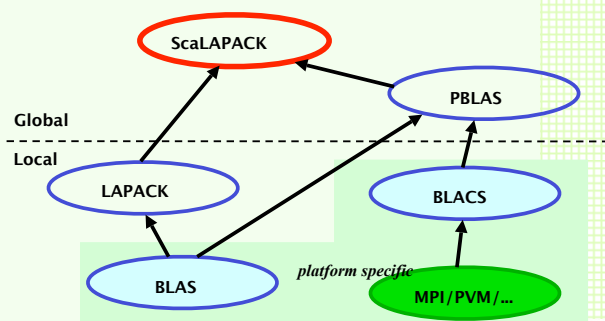 ScaLAPACK
PBLAS
Global
Local
LAPACK
BLACS
platform specific
BLAS
MPI/PVM/...